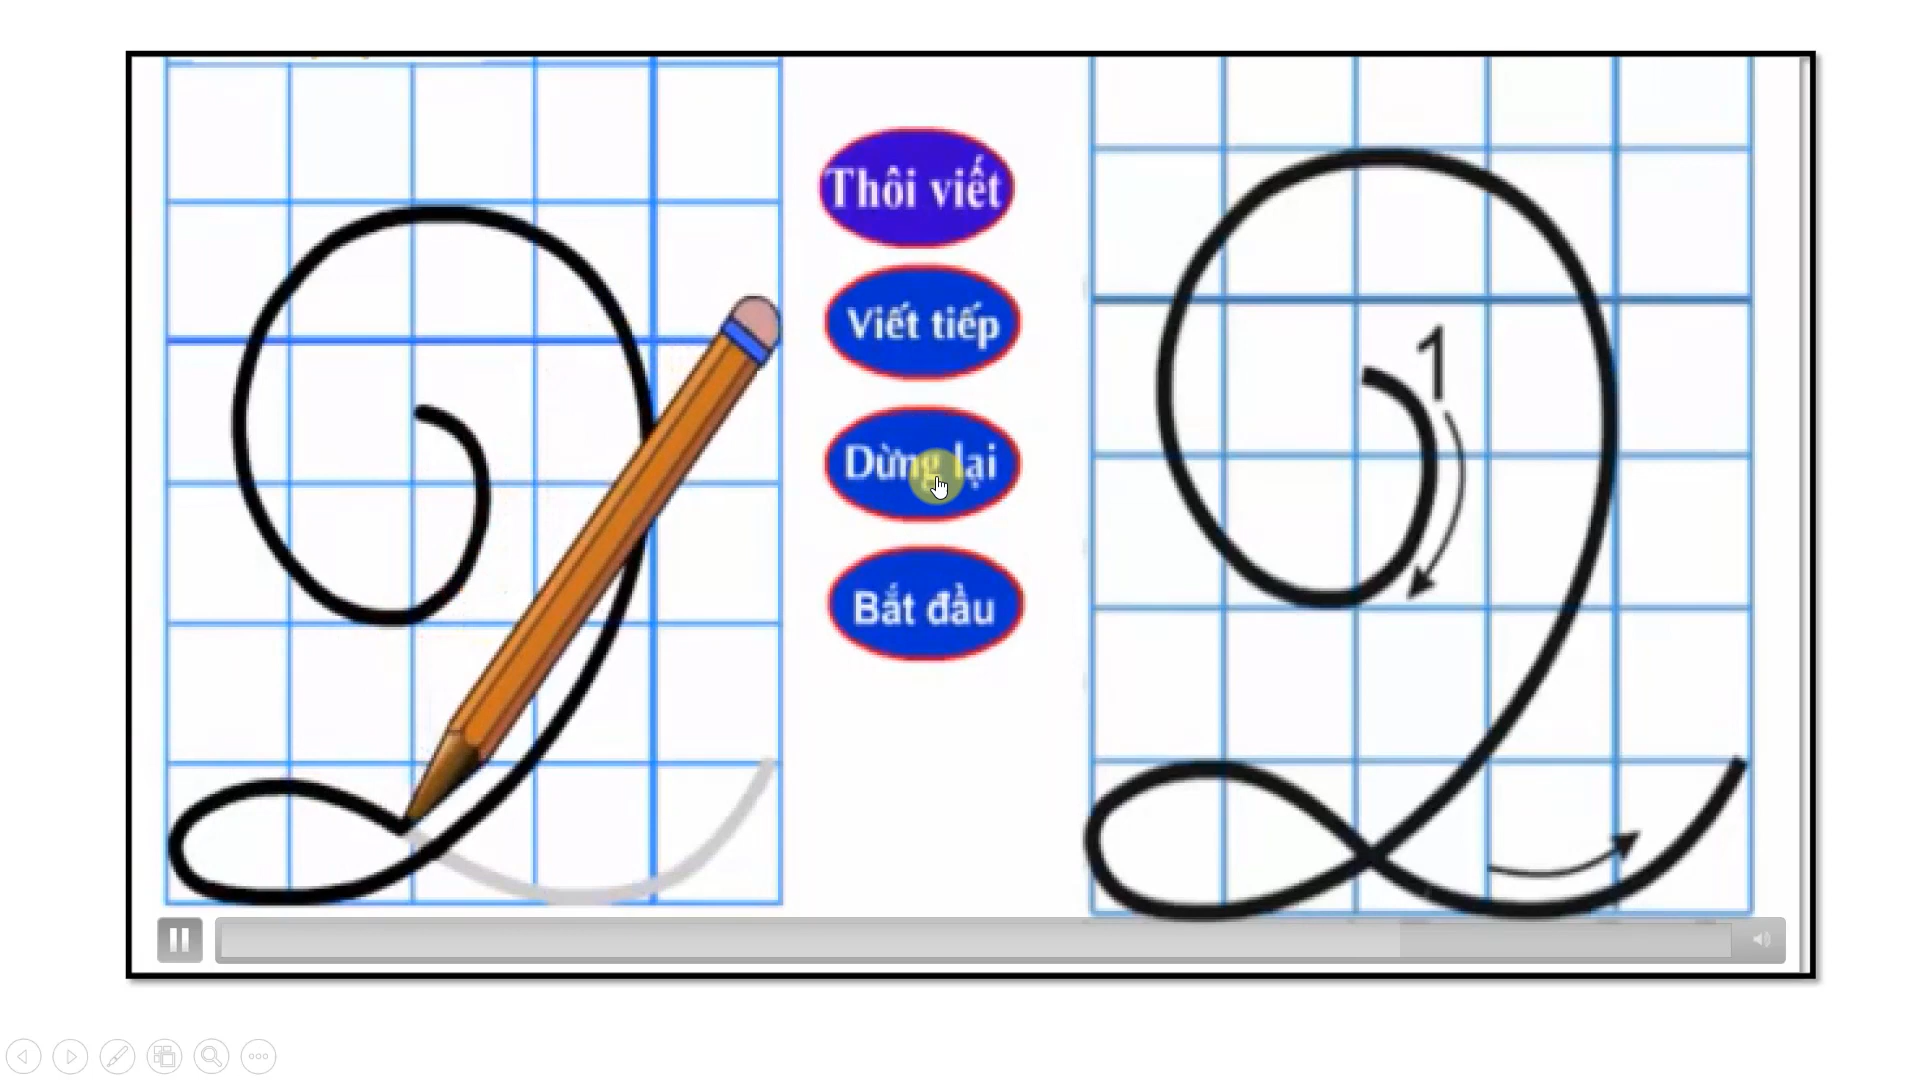 Thôi viết
Viết tiếp
Dừng lại
Bắt đầu
1